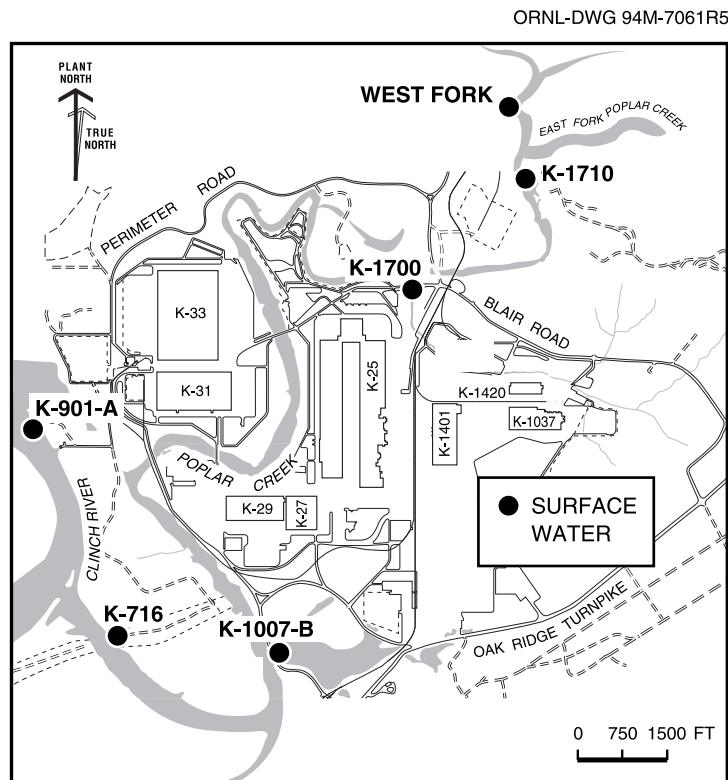 ORNL-DWG 94M-7061R5
PLANT
NORTH
TRUE
NORTH
WEST FORK
EAST FORK POPLAR CREEK
K-1710
PERIMETER ROAD
K-1700
K-33
BLAIR ROAD
K-25
K-31
K-1420
K-901-A
K-1401
K-1037
POPLAR CREEK
K-29
K-27
SURFACE
WATER
CLINCH RIVER
K-716
K-1007-B
OAK RIDGE TURNPIKE
0 750 1500 FT